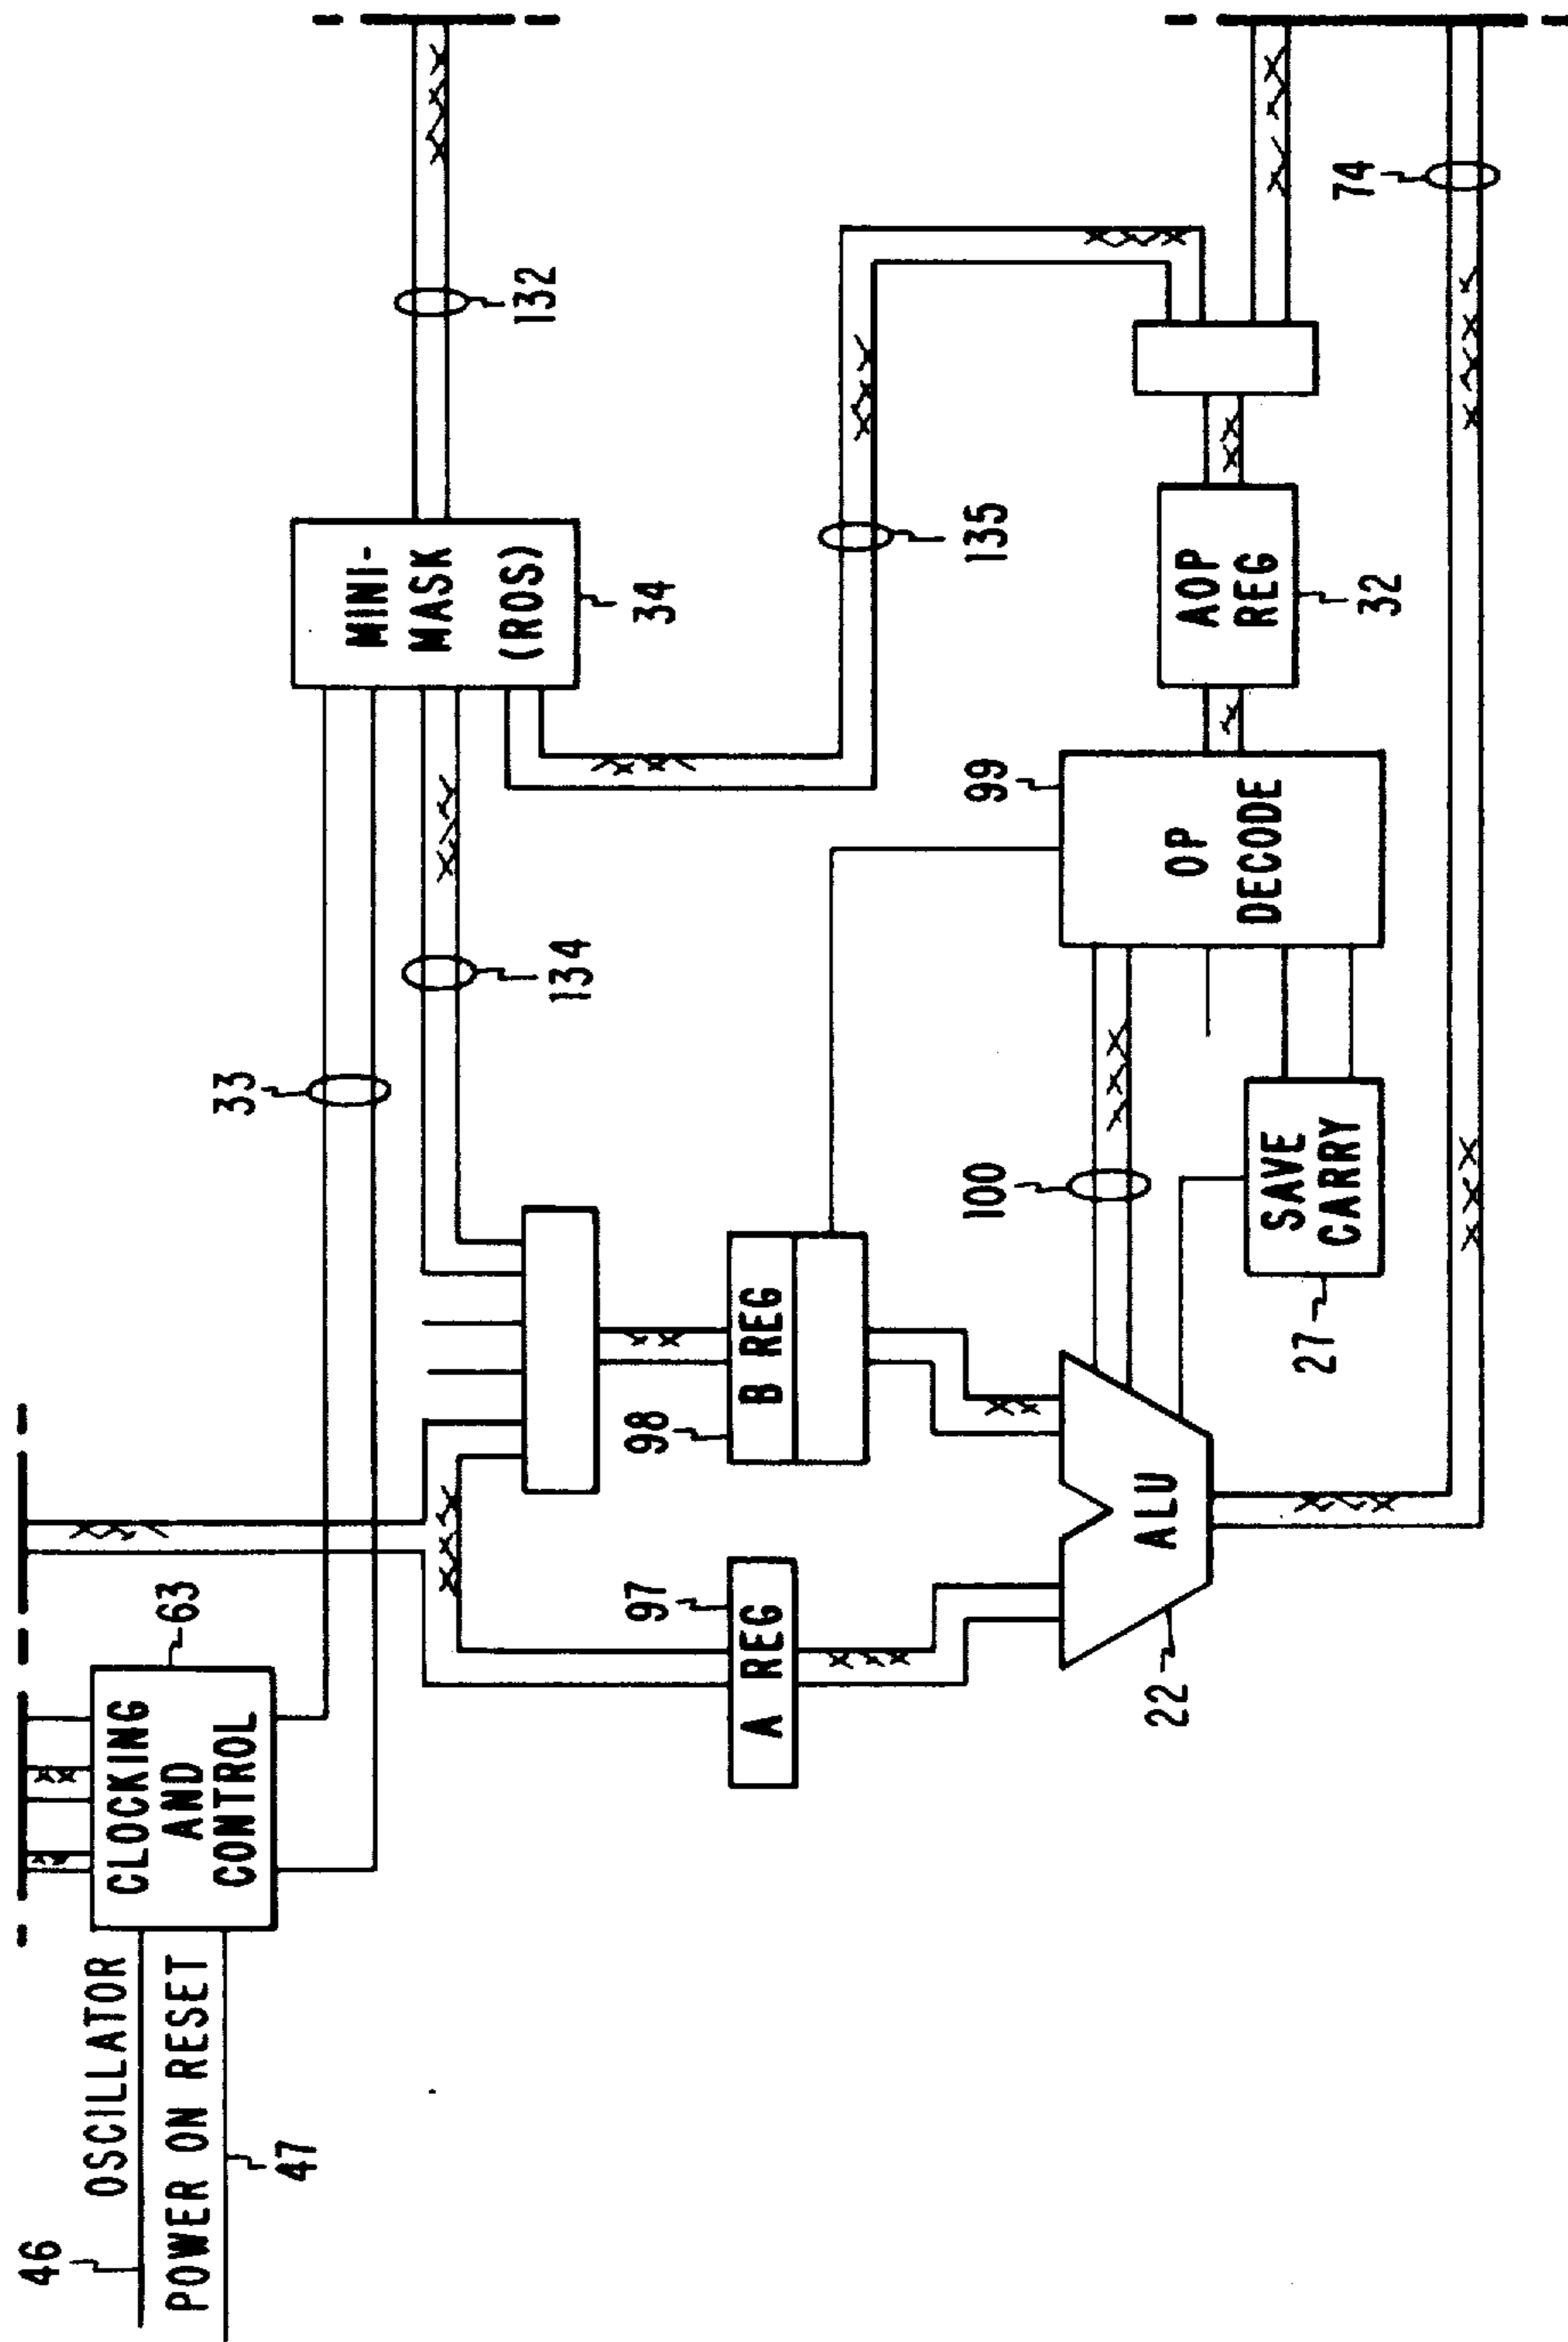 46
OSCILLATOR
POWER ON RESET
47
CLOCKING
AND
CONTROL
63
33
134
MINI-
MASK
(ROS)
34
132
135
A REG
97
B REG
98
ALU
22
100
SAVE
CARRY
27
OP
DECODE
99
AOP
REG
32
74